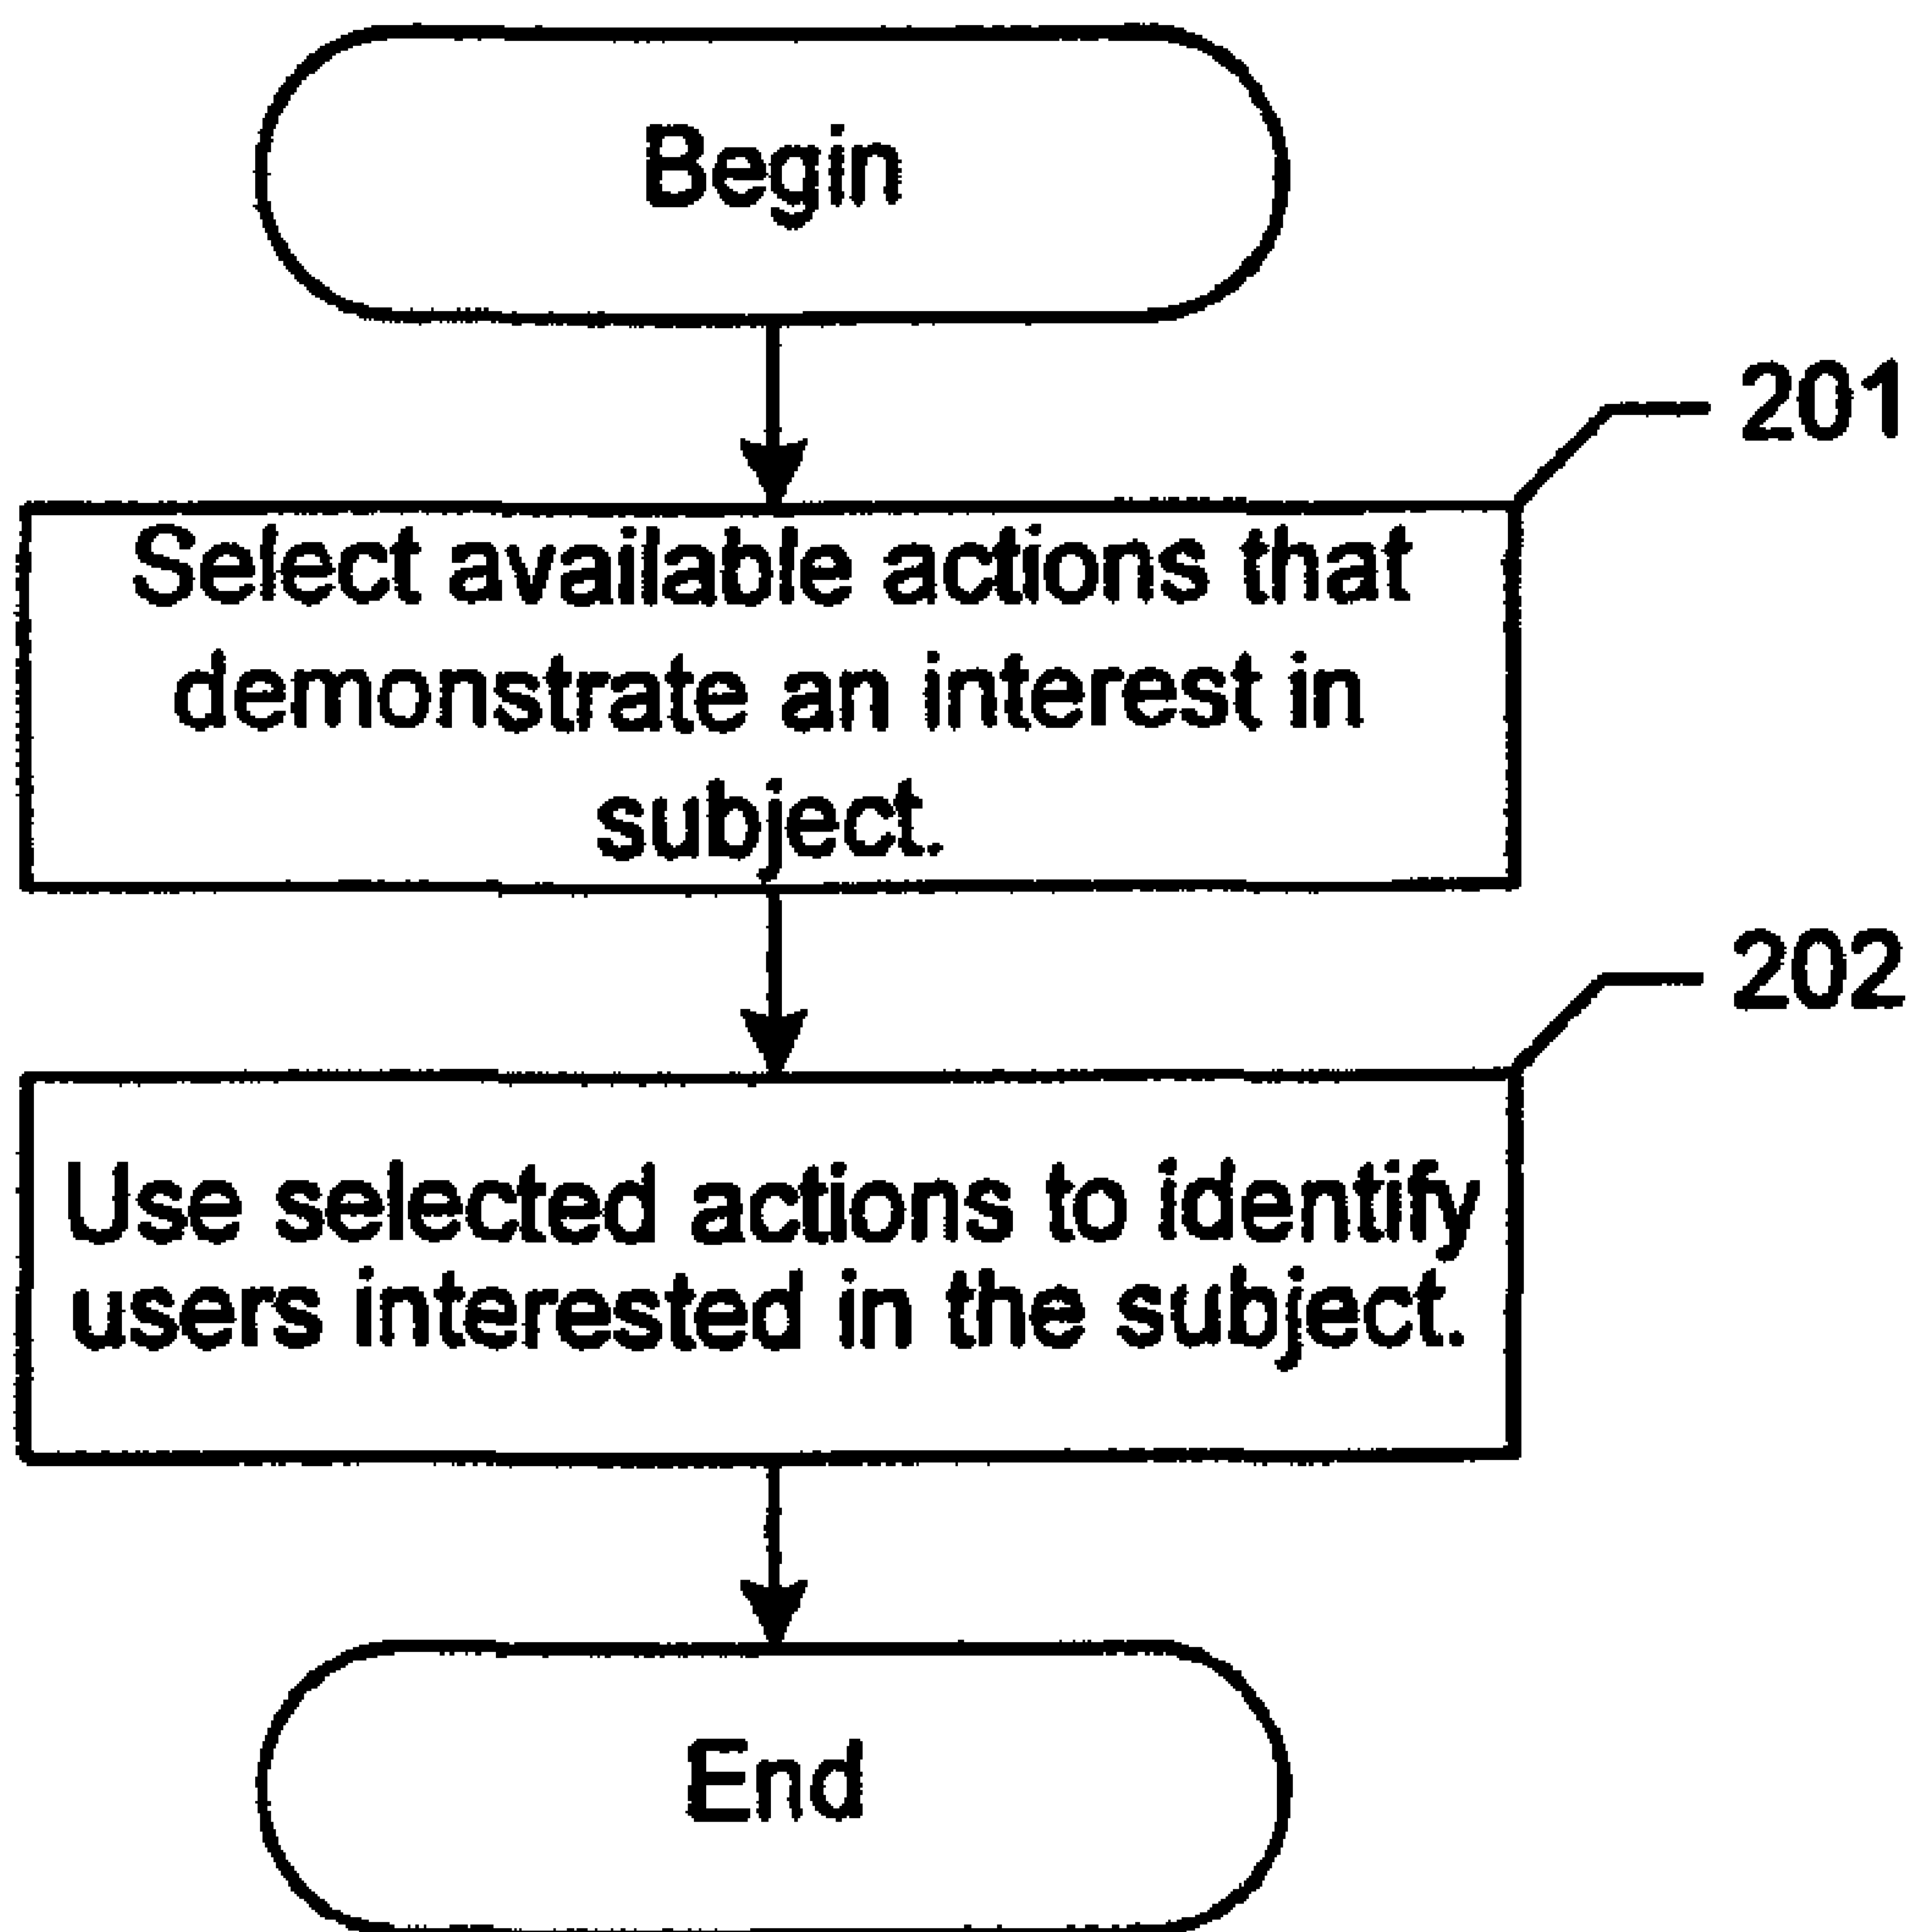 Begin
201
Select available actions that
demonstrate an interest in
subject.
202
Use selected actions to identify
users interested in the subject.
End